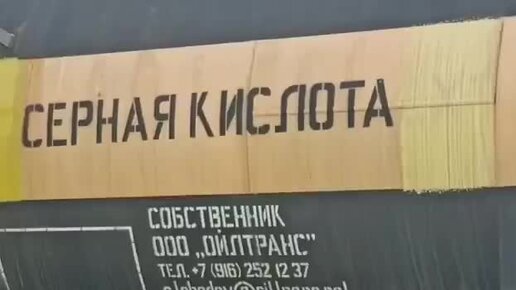 СЕРНАЯ КИСЛОТА
СОБСТВЕННИК
ООО „ОЙЛТРАНС"
ТЕЛ. +7 (916) 252 12 37